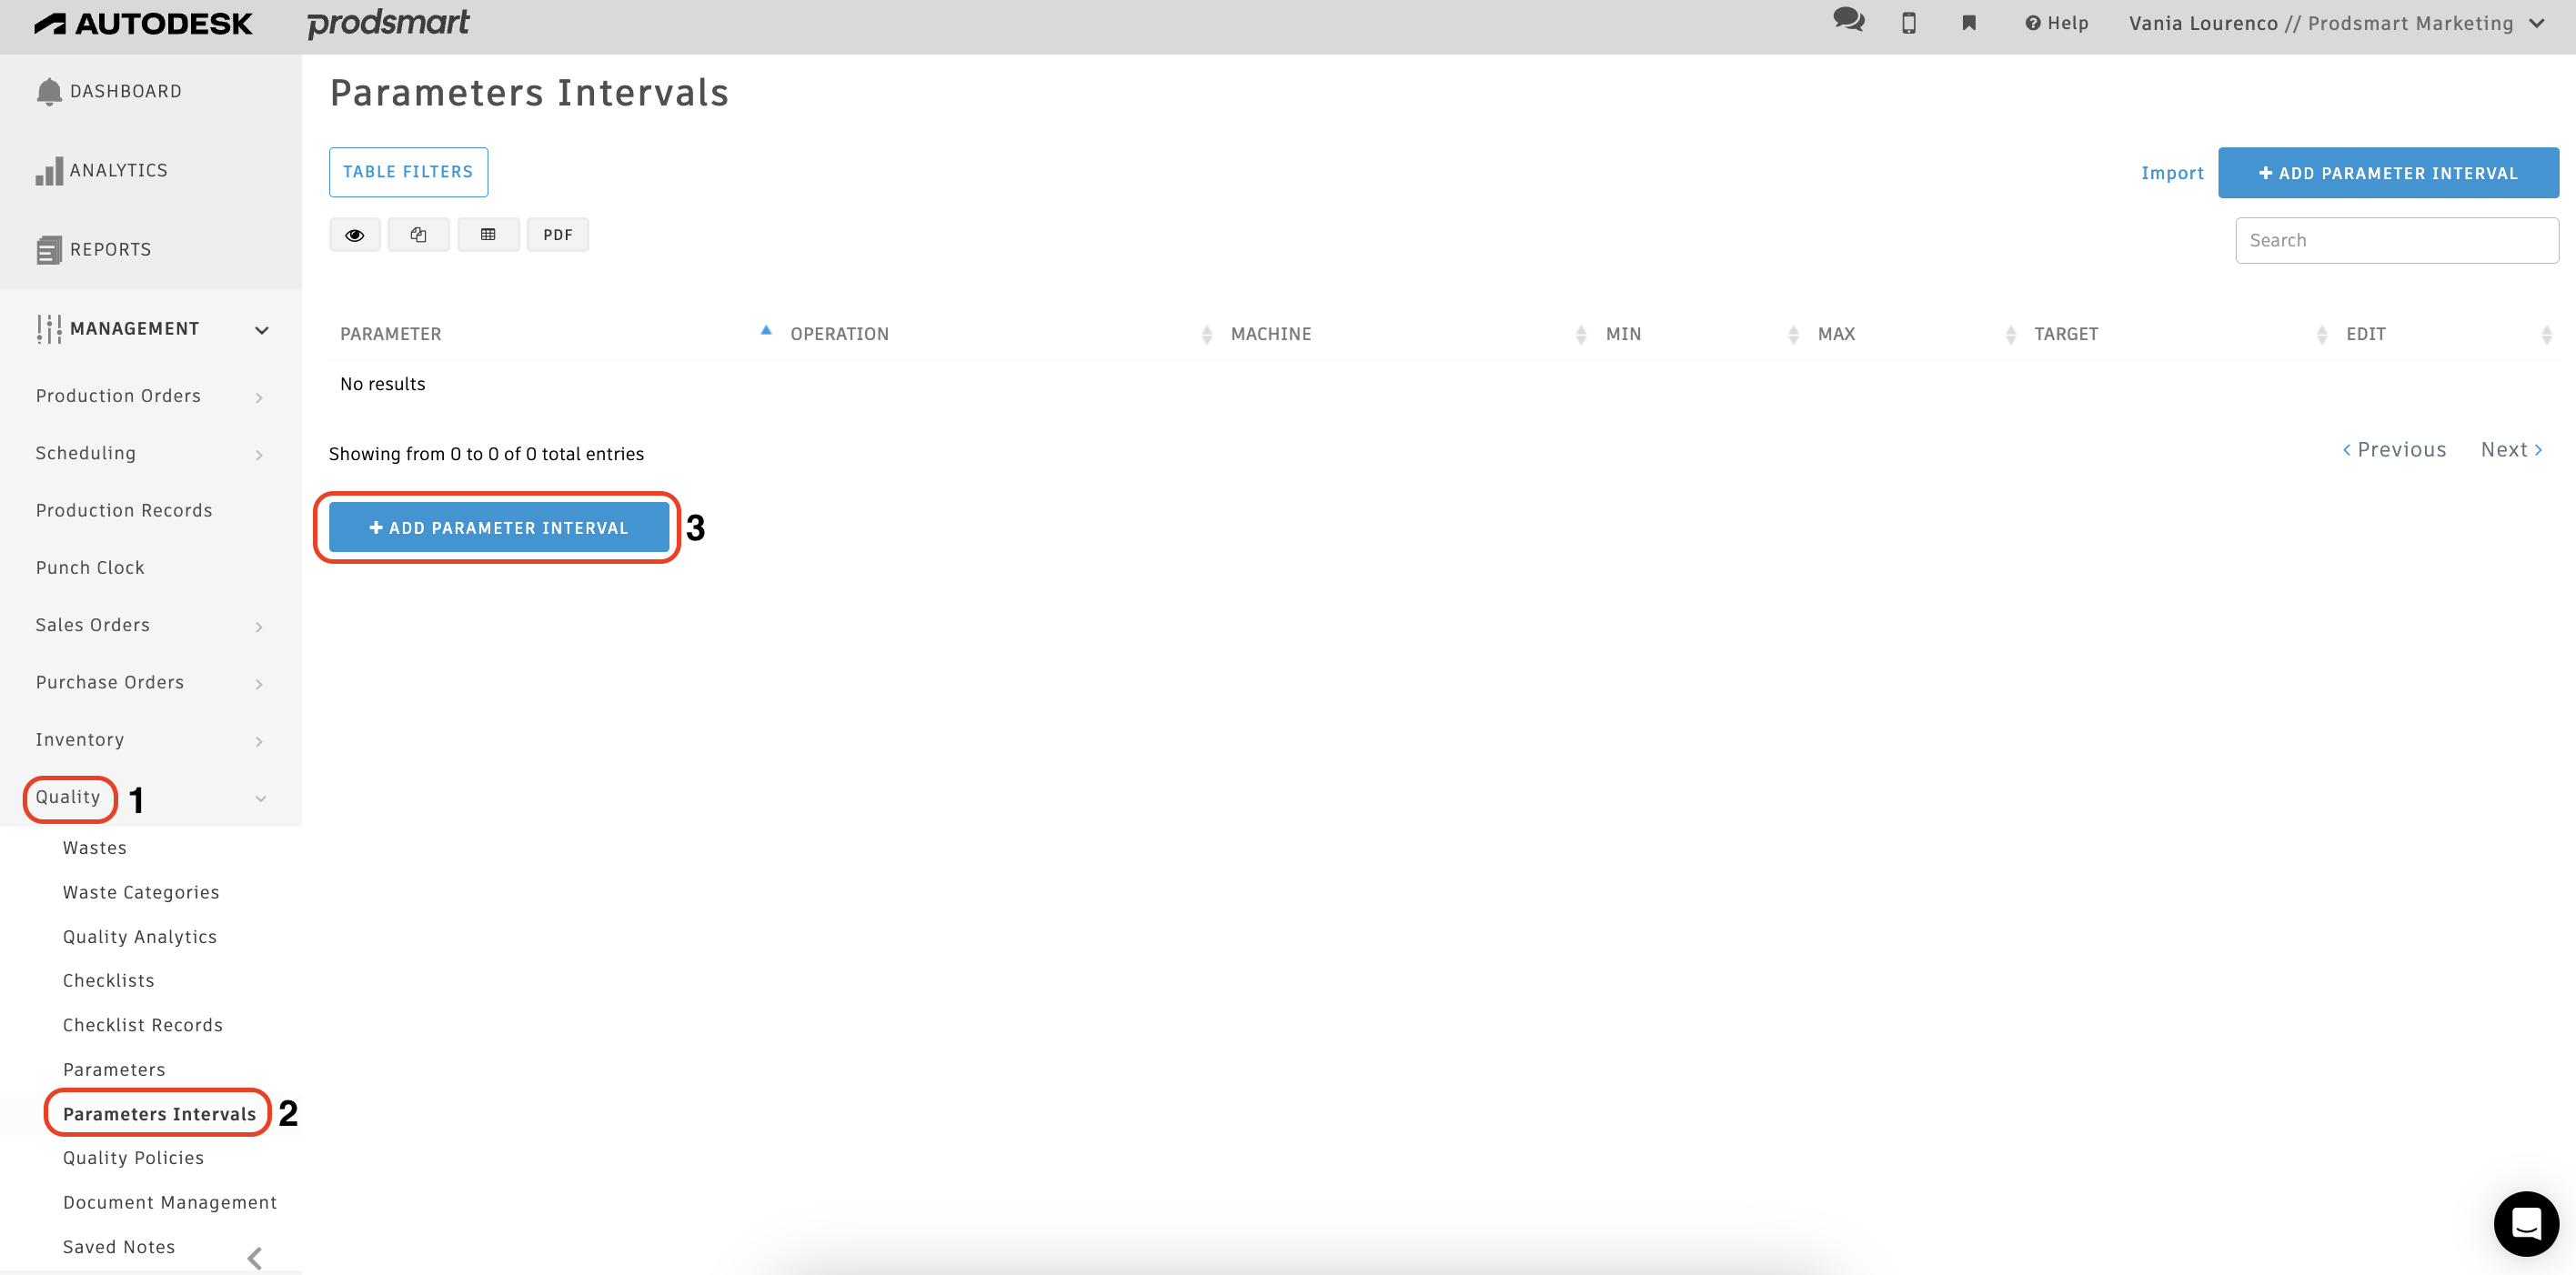 AUTODESK prodsmart Help Vania Lourenco // Prodsmart Marketing
DASHBOARD
ANALYTICS
REPORTS
MANAGEMENT
Production Orders
Scheduling
Production Records
Punch Clock
Sales Orders
Purchase Orders
Inventory
Quality 1
Wastes
Waste Categories
Quality Analytics
Checklists
Checklist Records
Parameters
Parameters Intervals 2
Quality Policies
Document Management
Saved Notes
Parameters Intervals
TABLE FILTERS
Import + ADD PARAMETER INTERVAL
PDF
Search
PARAMETER OPERATION MACHINE MIN MAX TARGET EDIT
No results
Showing from 0 to 0 of 0 total entries
< Previous Next >
+ ADD PARAMETER INTERVAL 3